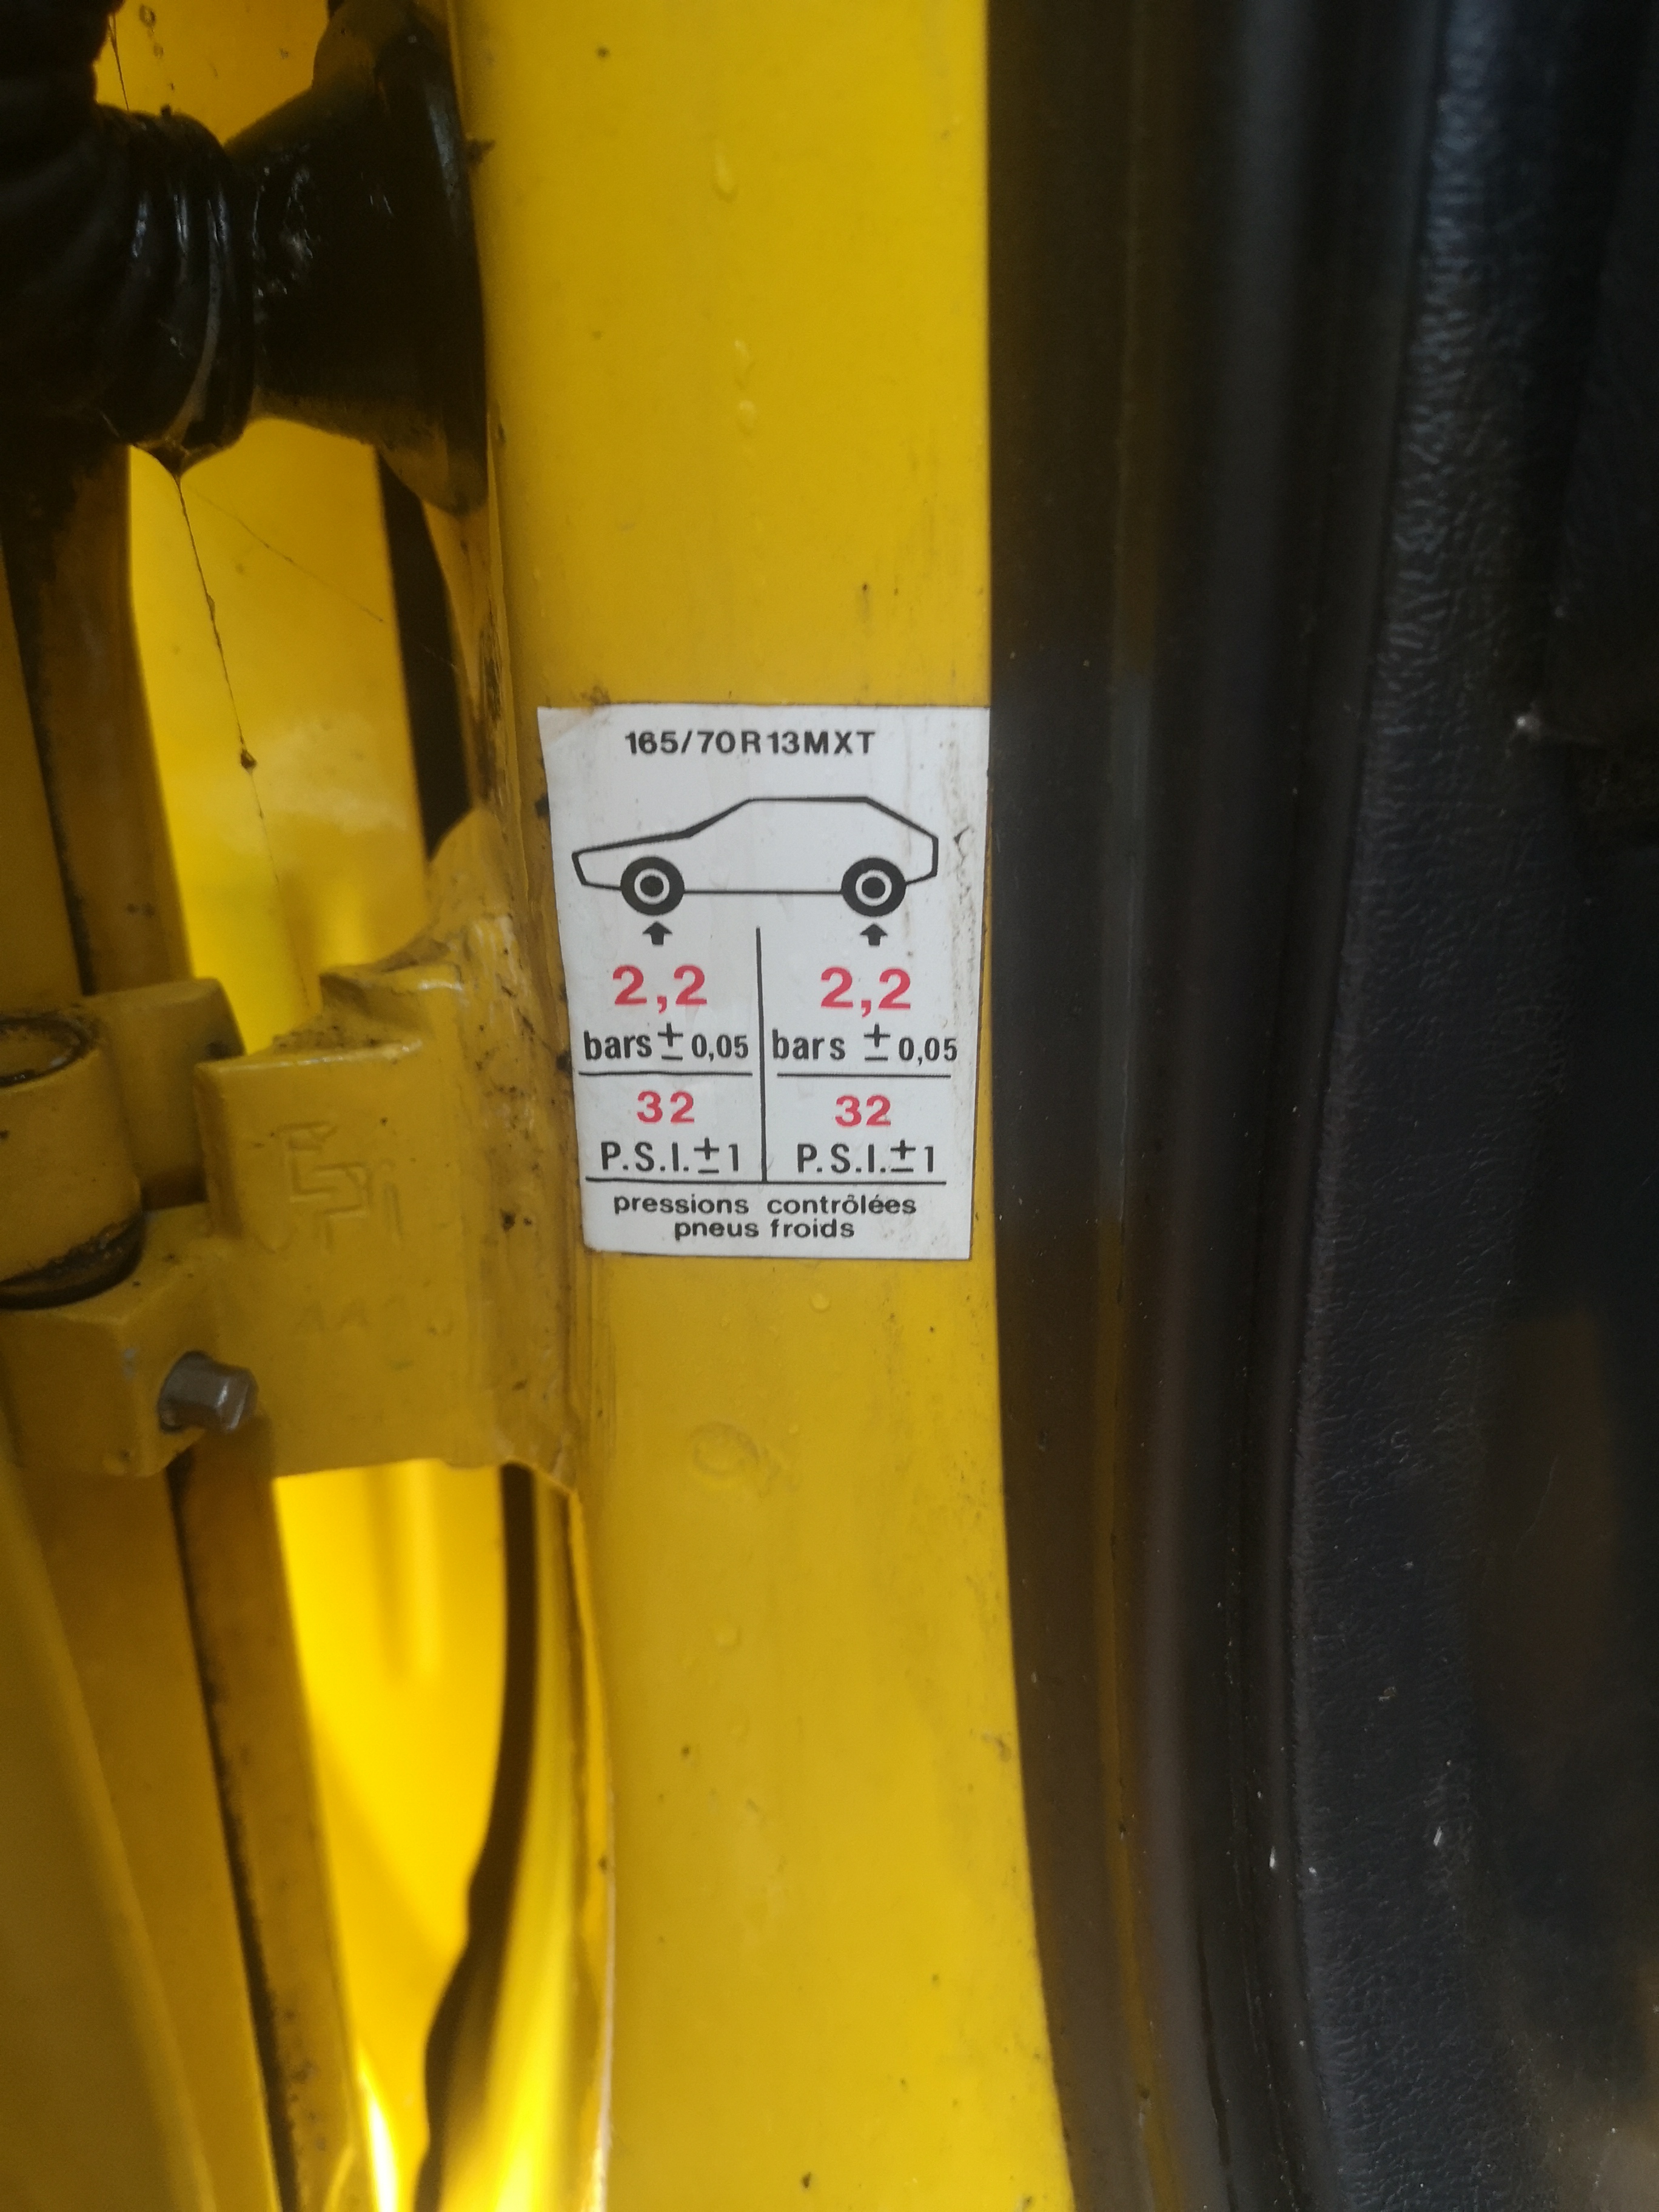 165/70R13MXT
2,2 2,2
bars ± 0,05 bars ± 0,05
32 32
P.S.I.±1 P.S.I.±1
pressions contrôlées
pneus froids